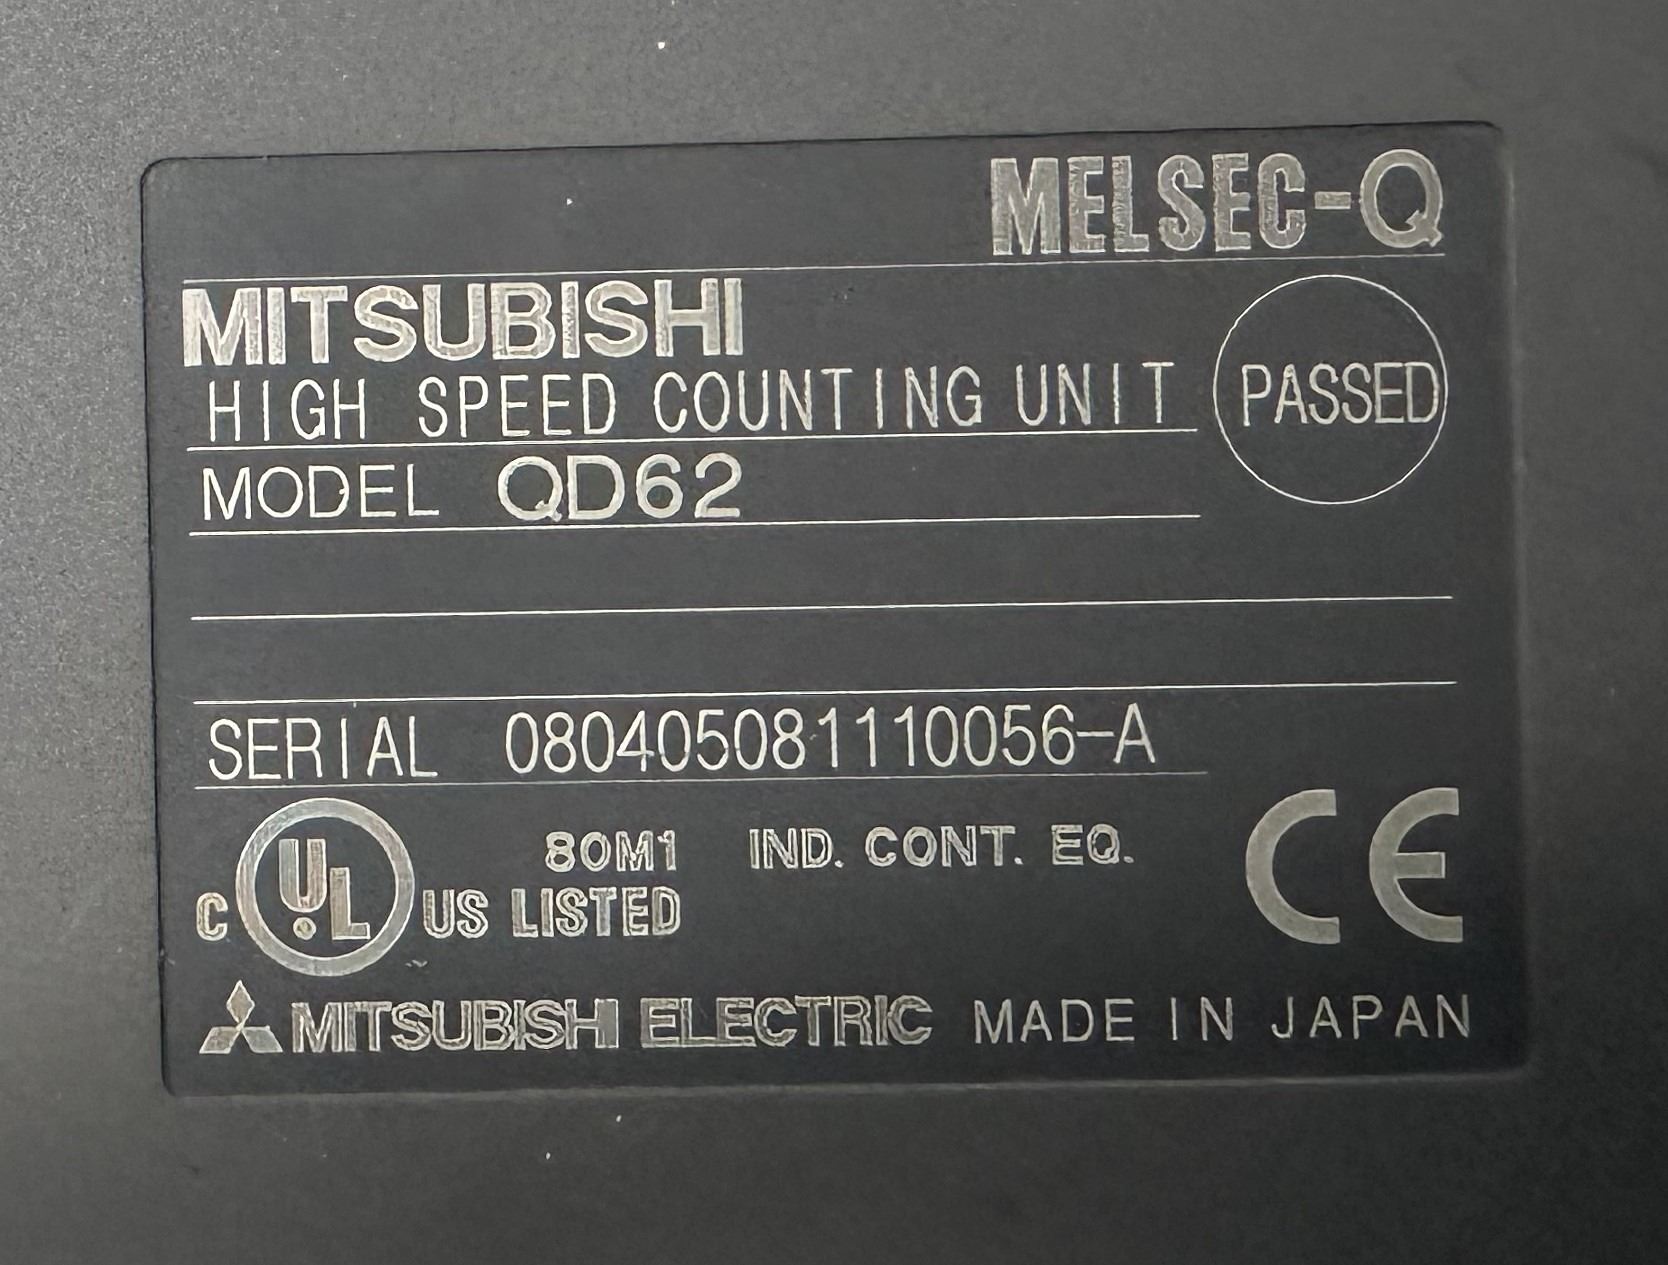 MELSEC-Q
MITSUBISHI
HIGH SPEED COUNTING UNIT
PASSED
MODEL QD62
SERIAL 080405081110056-A
80M1 IND. CONT. EQ.
C UL US LISTED
CE
MITSUBISHI ELECTRIC MADE IN JAPAN